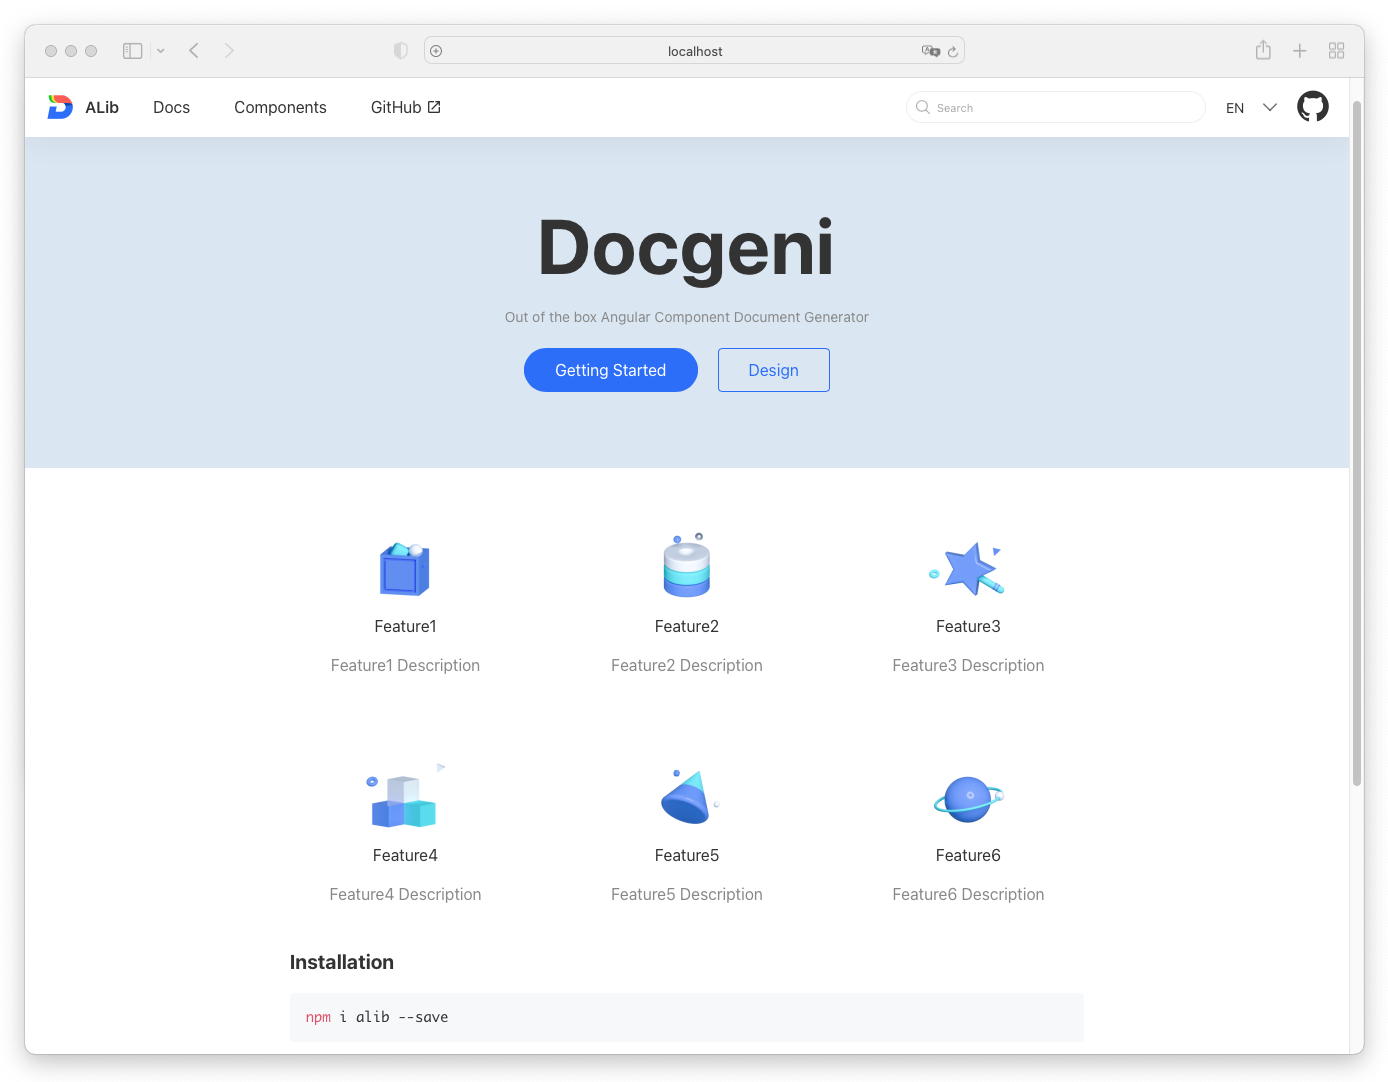 localhost
ALib Docs Components GitHub Search EN
Docgeni
Out of the box Angular Component Document Generator
Getting Started Design
Feature1 Feature2 Feature3
Feature1 Description Feature2 Description Feature3 Description
Feature4 Feature5 Feature6
Feature4 Description Feature5 Description Feature6 Description
Installation
npm i alib --save